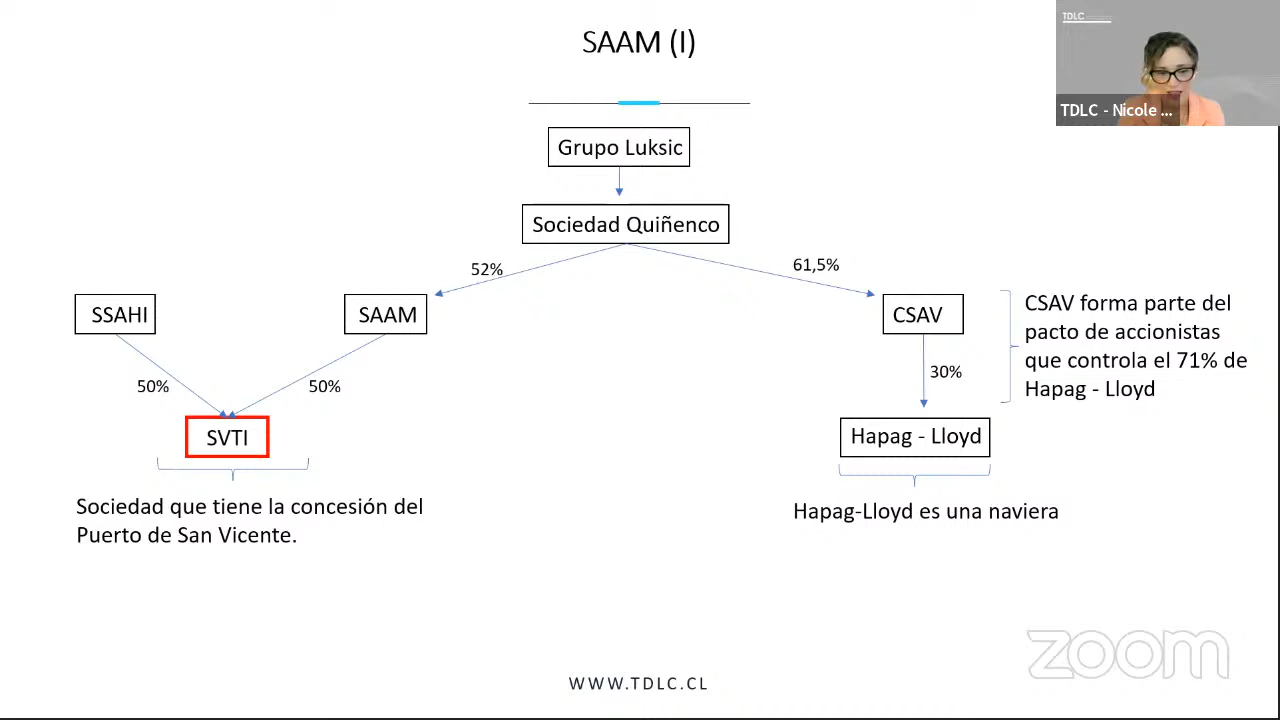 SAAM (I)
TDLC
TDLC - Nicole ...
Grupo Luksic
Sociedad Quiñenco
52%
61,5%
SSAHI
SAAM
CSAV
CSAV forma parte del
pacto de accionistas
que controla el 71% de
Hapag - Lloyd
50%
50%
30%
SVTI
Hapag - Lloyd
Sociedad que tiene la concesión del
Puerto de San Vicente.
Hapag-Lloyd es una naviera
zoom
WWW.TDLC.CL